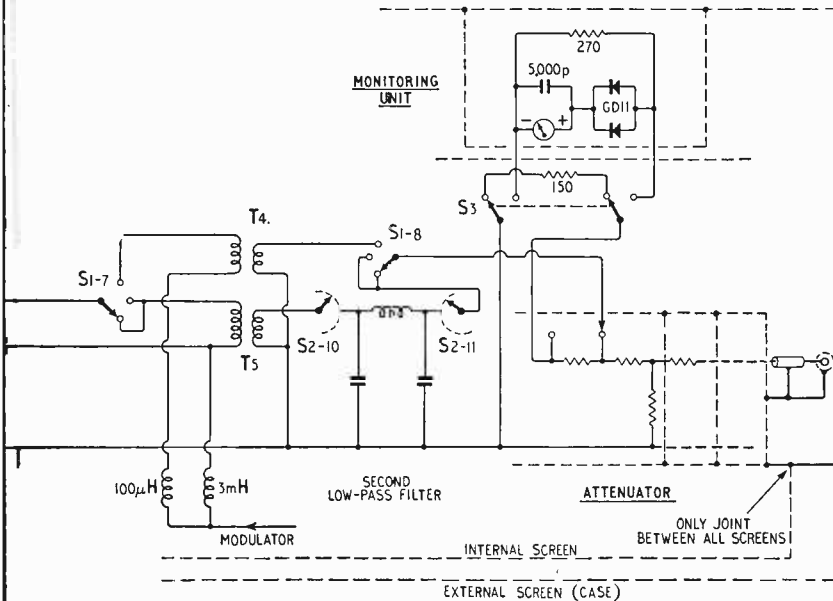 270
5,000p
MONITORING
UNIT
GD11
- +
150
S3
T4.
S1-8
S1-7
S2-10
S2-11
T5
100μH
3mH
SECOND
LOW-PASS FILTER
ATTENUATOR
MODULATOR
ONLY JOINT
BETWEEN ALL SCREENS
INTERNAL SCREEN
EXTERNAL SCREEN (CASE)